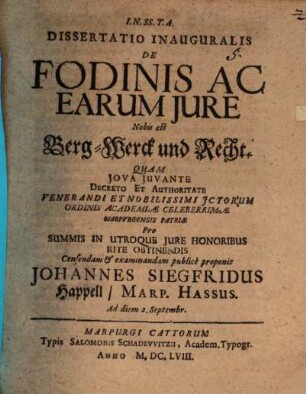 I.N.SS.T.A.
DISSERTATIO INAUGURALIS
DE
FODINIS AC
EARUM JURE
Nobis est
Berg-Werck und Recht.
QUAM
JOVA JUVANTE
DECRETO ET AUTHORITATE
VENERANDI ET NOBILISSIMI JCTORUM
ORDINIS ACADEMIÆ CELEBERRIMÆ
MARPURGENSIS PATRIÆ
Pro
SUMMIS IN UTROQUE JURE HONORIBUS
RITE OBTINENDIS
Censendam & examinandam publicè proponit
JOHANNES SIEGFRIDUS
Happell / MARP. HASSUS.
Ad diem 2. Septembr.
MARPURGI CATTORUM
Typis SALOMONIS SCHADEVVITZII, Academ. Typogr.
ANNO M, DC, LVIII.